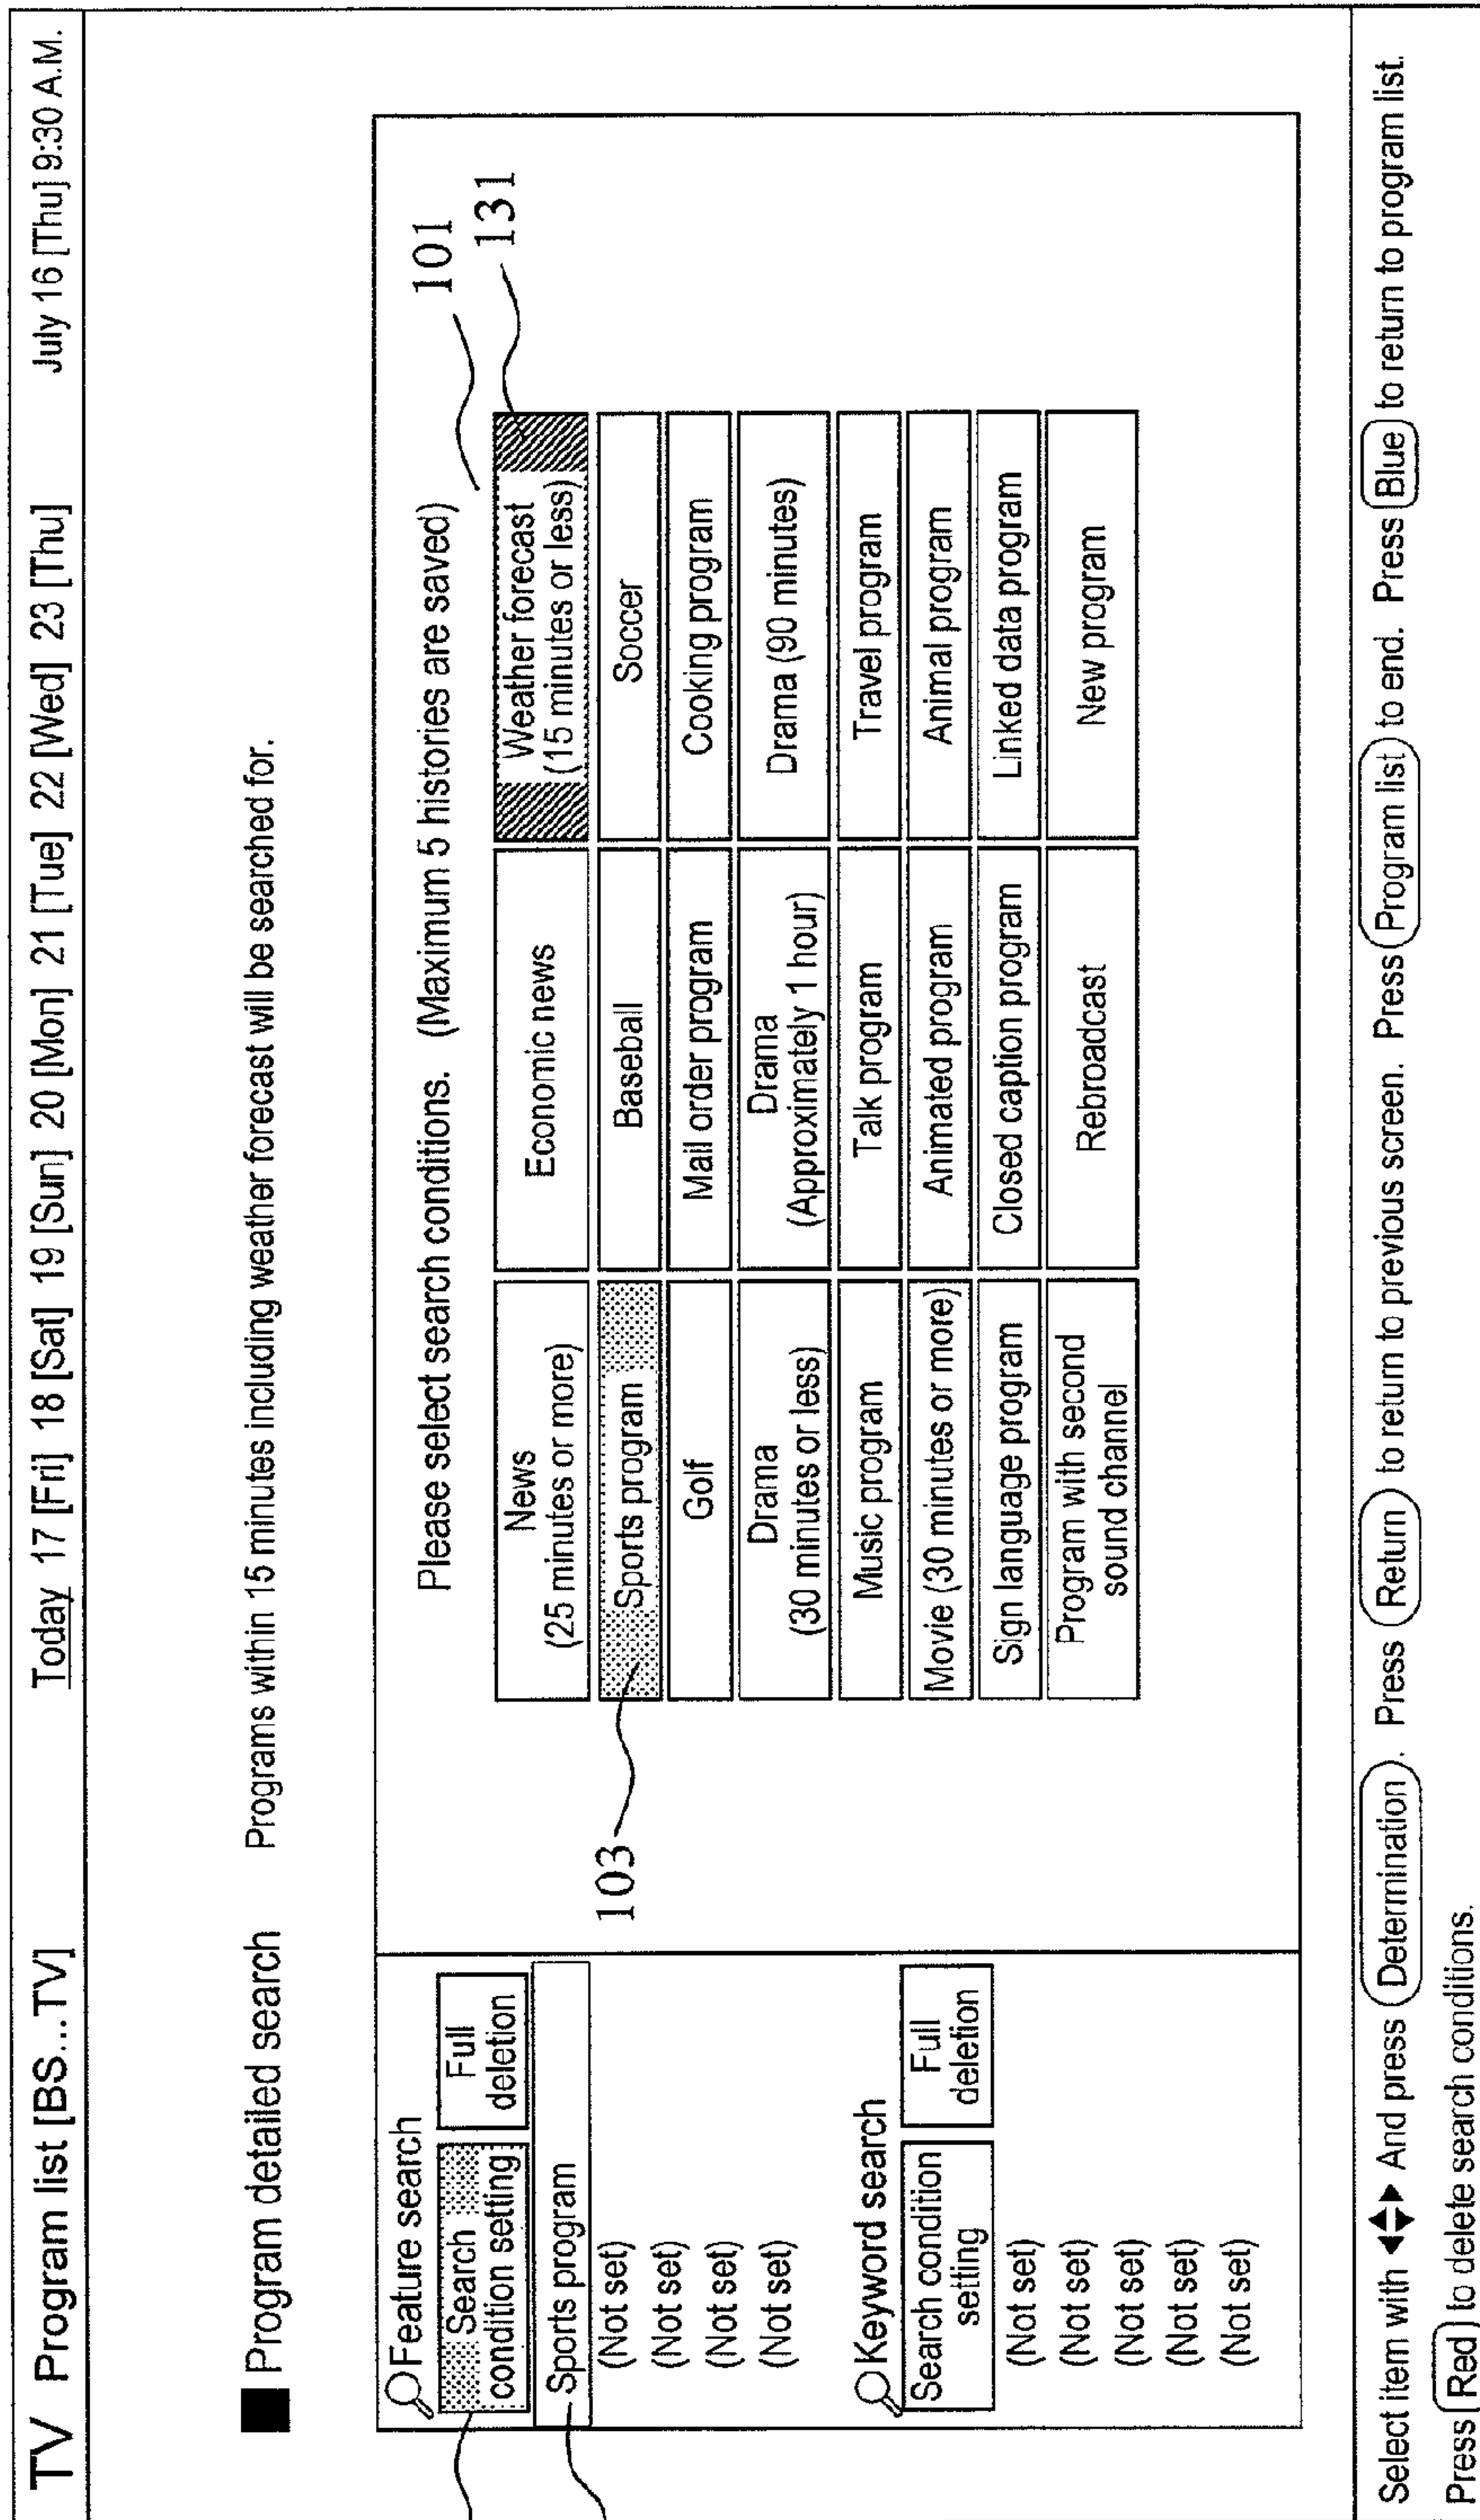 TV Program list [BS...TV] Today 17 [Fri] 18 [Sat] 19 [Sun] 20 [Mon] 21 [Tue] 22 [Wed] 23 [Thu] July 16 [Thu] 9:30 A.M.
Program detailed search Programs within 15 minutes including weather forecast will be searched for.
Feature search
Search
condition setting
Full
deletion
Sports program
(Not set)
(Not set)
(Not set)
(Not set)
Keyword search
Search condition
setting
Full
deletion
(Not set)
(Not set)
(Not set)
(Not set)
(Not set)
Please select search conditions. (Maximum 5 histories are saved)
101
131
103
News
(25 minutes or more)
Economic news
Weather forecast
(15 minutes or less)
Sports program
Baseball
Soccer
Golf
Mail order program
Cooking program
Drama
(30 minutes or less)
Drama
(Approximately 1 hour)
Drama (90 minutes)
Music program
Talk program
Travel program
Movie (30 minutes or more)
Animated program
Animal program
Sign language program
Closed caption program
Linked data program
Program with second
sound channel
Rebroadcast
New program
Select item with And press Determination. Press Return to return to previous screen. Press Program list to end. Press Blue to return to program list.
Press Red to delete search conditions.